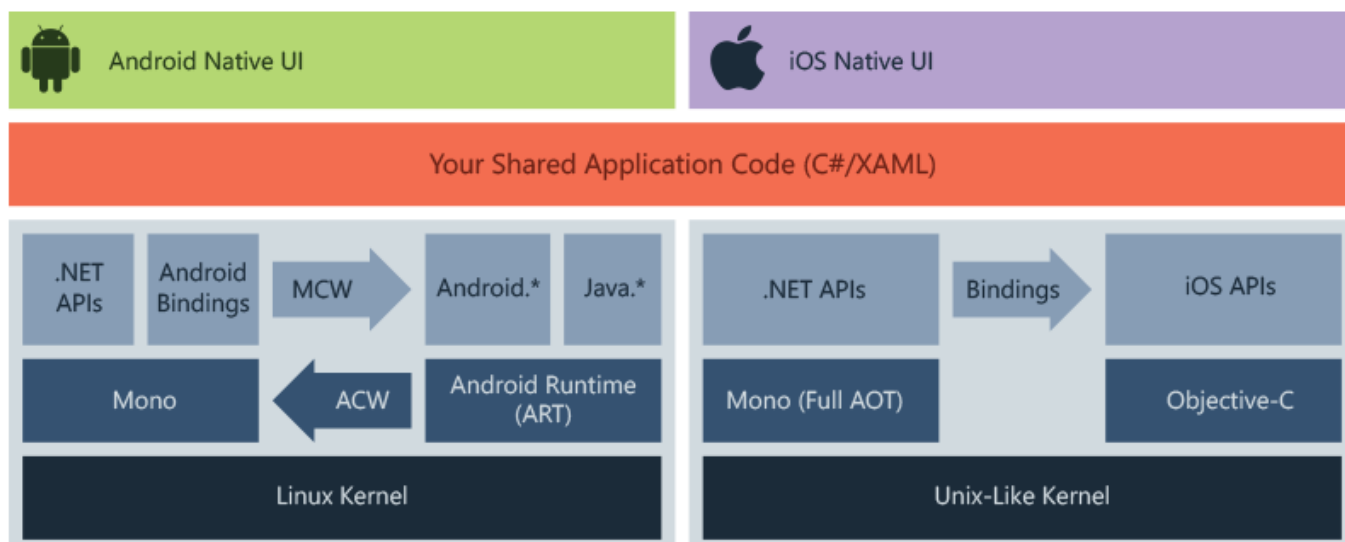 Android Native UI
iOS Native UI
Your Shared Application Code (C#/XAML)
.NET
APIs
Android
Bindings
MCW
Android.*
Java.*
Mono
ACW
Android Runtime
(ART)
Linux Kernel
.NET APIs
Bindings
iOS APIs
Mono (Full AOT)
Objective-C
Unix-Like Kernel